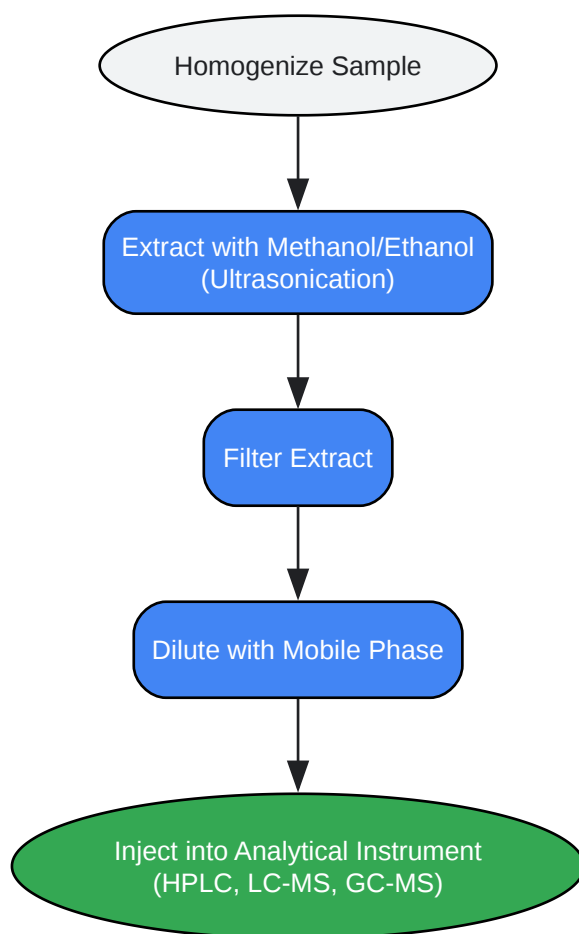 Homogenize Sample
Extract with Methanol/Ethanol
(Ultrasonication)
Filter Extract
Dilute with Mobile Phase
Inject into Analytical Instrument
(HPLC, LC-MS, GC-MS)